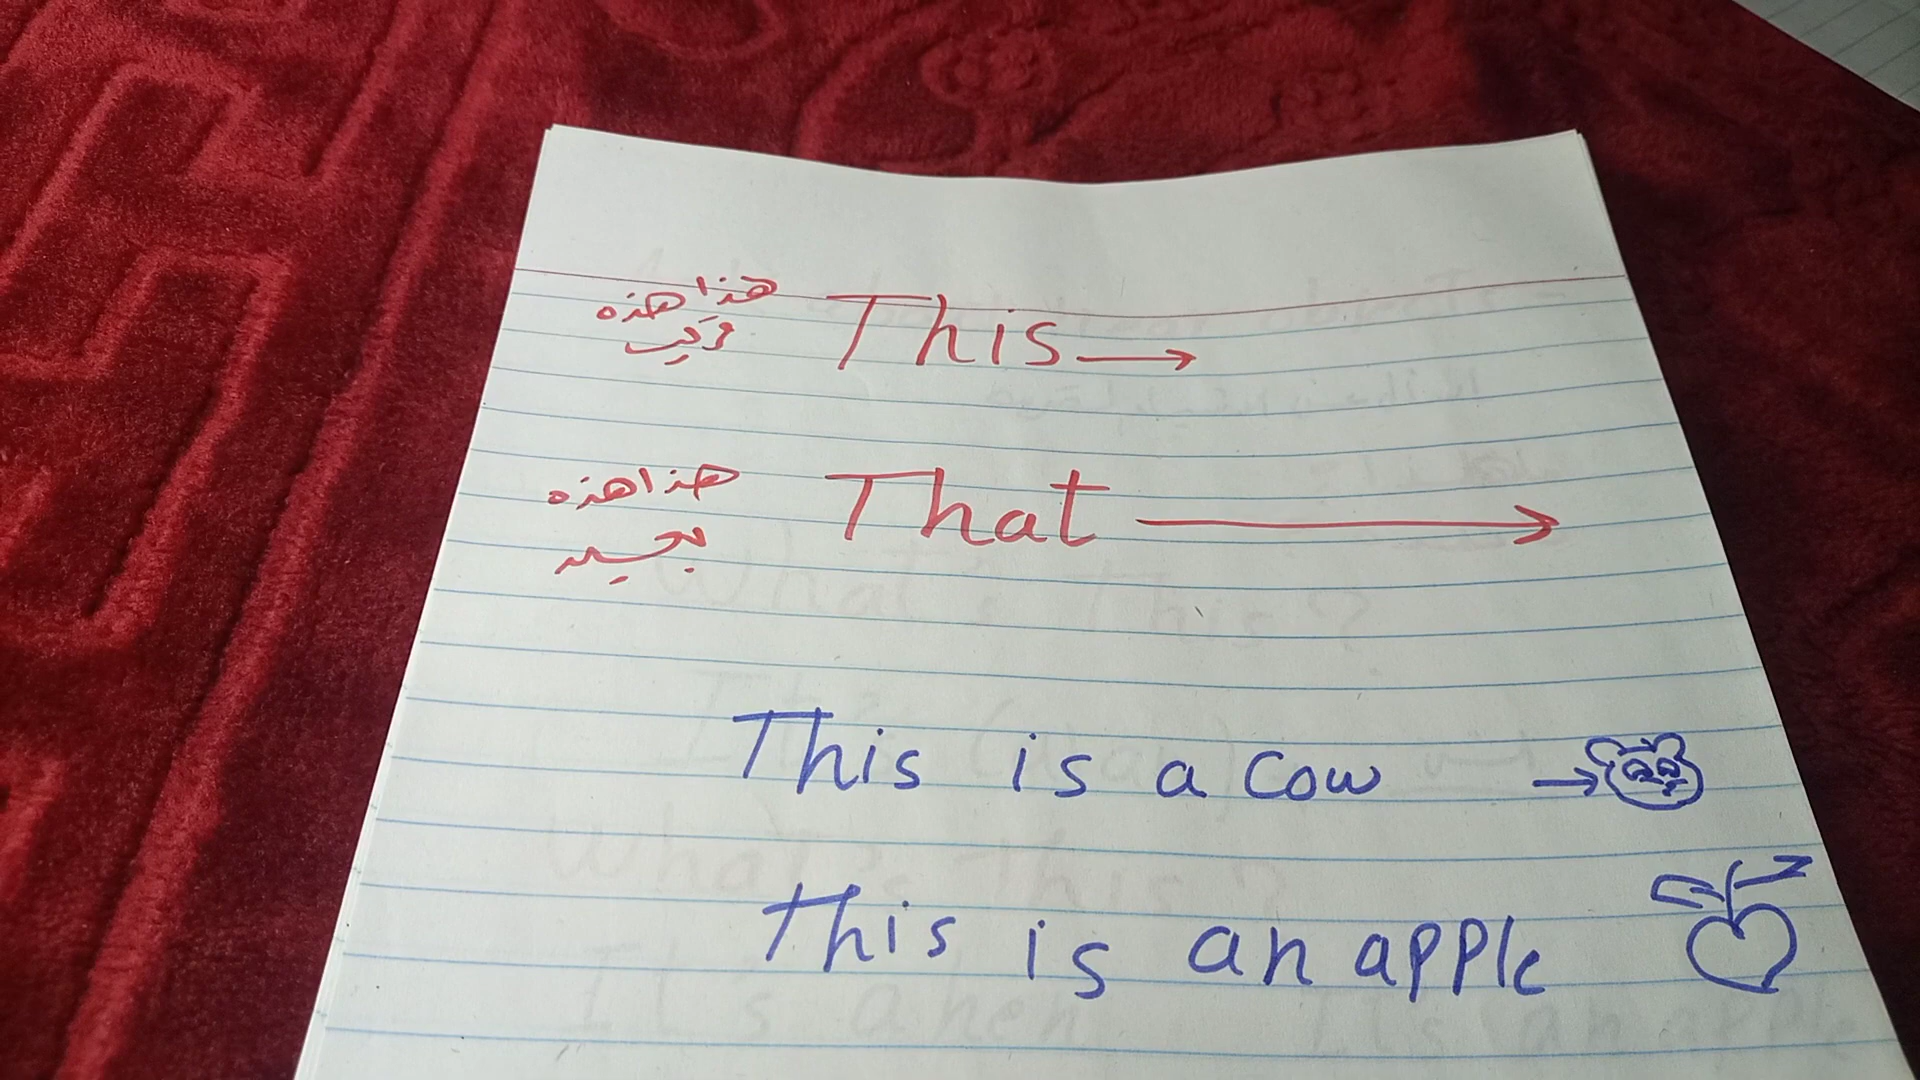 هذا هذه This
قريب
هذا هذه That
بعيد
This is a cow
This is an apple